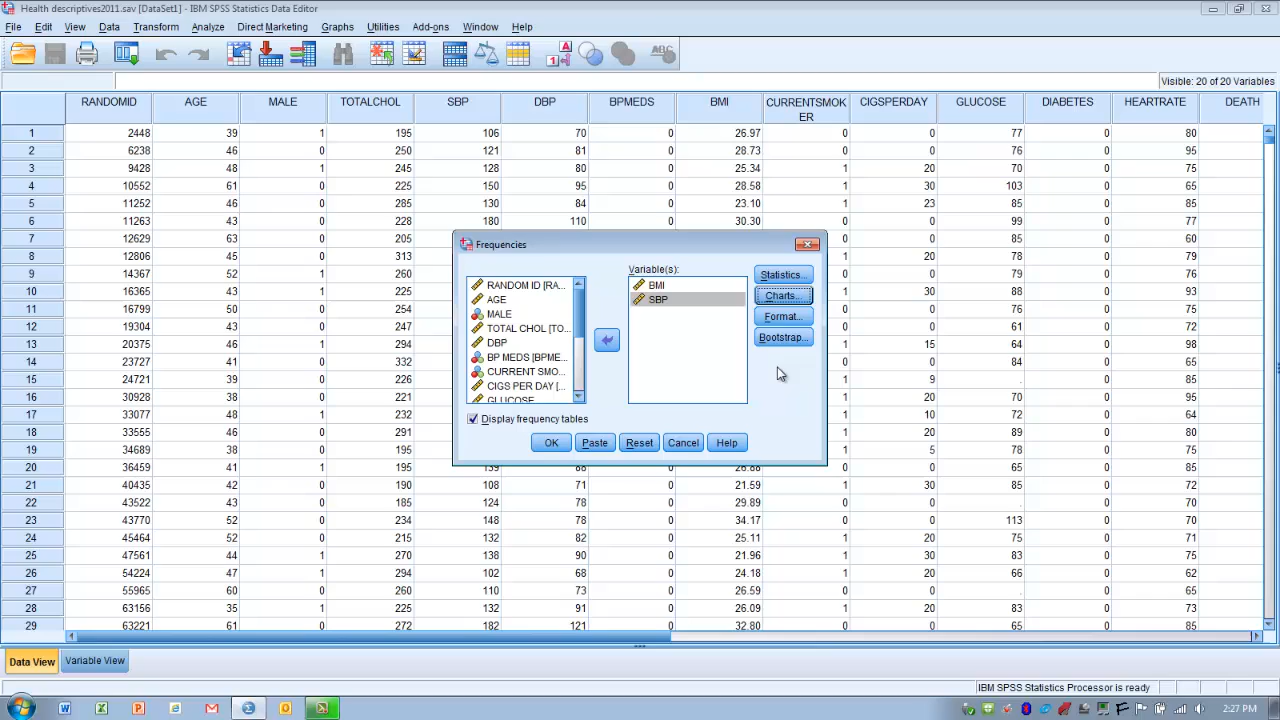 Health descriptives2011.sav [DataSet1] - IBM SPSS Statistics Data Editor
File Edit View Data Transform Analyze Direct Marketing Graphs Utilities Add-ons Window Help
Visible: 20 of 20 Variables
RANDOMID AGE MALE TOTALCHOL SBP DBP BPMEDS BMI CURRENTSMOK CIGSPERDAY GLUCOSE DIABETES HEARTRATE DEATH
ER
1 2448 39 1 195 106 70 0 26.97 0 0 77 0 80
2 6238 46 0 250 121 81 0 28.73 0 0 76 0 95
3 9428 48 1 245 128 80 0 25.34 1 20 70 0 75
4 10552 61 0 225 150 95 0 28.58 1 30 103 0 65
5 11252 46 0 285 130 84 0 23.10 1 23 85 0 85
6 11263 43 0 228 180 110 0 30.30 0 0 99 0 77
7 12629 63 0 205 0 0 85 0 60
8 12806 45 0 313 1 20 78 0 79
9 14367 52 1 260 0 0 79 0 76
10 16365 43 1 225 1 30 88 0 93
11 16799 50 0 254 0 0 76 0 75
12 19304 43 0 247 0 0 61 0 72
13 20375 46 1 294 1 15 64 0 98
14 23727 41 0 332 0 0 84 0 65
15 24721 39 1 226 1 9 . 0 85
16 30928 38 0 221 1 20 70 0 95
17 33077 48 1 232 1 10 72 0 64
18 33555 46 0 291 1 20 89 0 80
19 34689 38 0 195 1 5 78 0 75
20 36459 41 1 195 139 88 0 26.88 0 0 65 0 85
21 40435 42 0 190 108 71 0 21.59 1 30 85 0 72
22 43522 43 0 185 124 78 0 29.89 0 0 . 0 70
23 43770 52 0 234 148 78 0 34.17 0 0 113 0 70
24 45464 52 0 215 132 82 0 25.11 1 20 75 0 71
25 47561 44 1 270 138 90 0 21.96 1 30 83 0 75
26 54224 47 1 294 102 68 0 24.18 1 20 66 0 62
27 55965 60 0 260 110 73 0 26.59 0 0 . 0 65
28 63156 35 1 225 132 91 0 26.09 1 20 83 0 73
29 63221 61 0 272 182 121 0 32.80 0 0 65 0 85
Frequencies
Variable(s):
RANDOM ID [RA...
AGE
MALE
TOTAL CHOL [TO...
DBP
BP MEDS [BPME...
CURRENT SMO...
CIGS PER DAY [...
GLUCOSE
BMI
SBP
Statistics...
Charts...
Format...
Bootstrap...
Display frequency tables
OK Paste Reset Cancel Help
Data View Variable View
IBM SPSS Statistics Processor is ready
2:27 PM